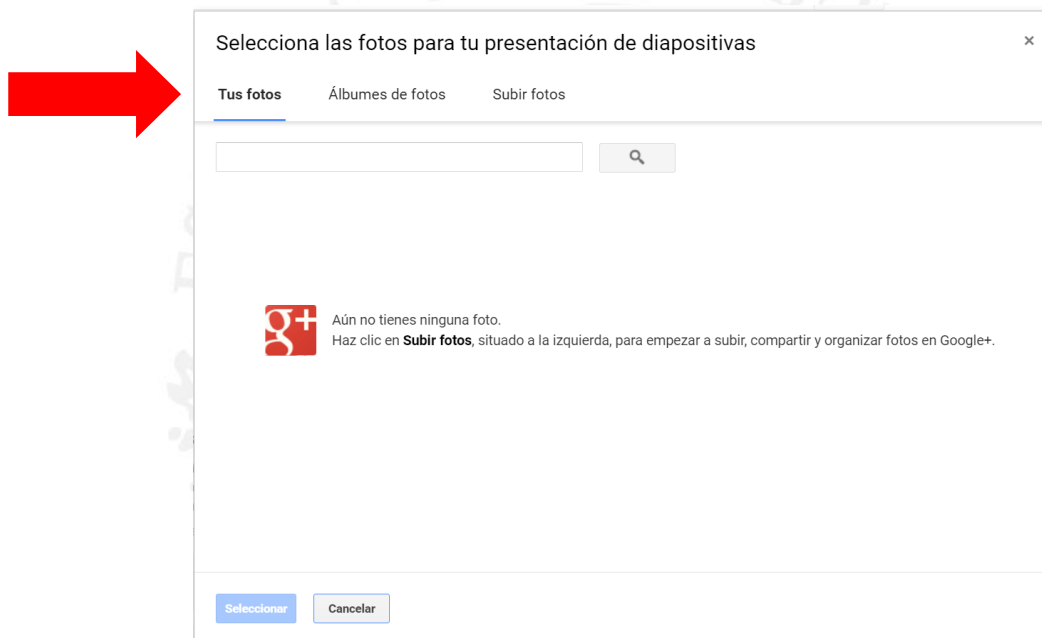 Selecciona las fotos para tu presentación de diapositivas ×
Tus fotos Álbumes de fotos Subir fotos
g+ Aún no tienes ninguna foto.
Haz clic en Subir fotos, situado a la izquierda, para empezar a subir, compartir y organizar fotos en Google+.
Seleccionar Cancelar